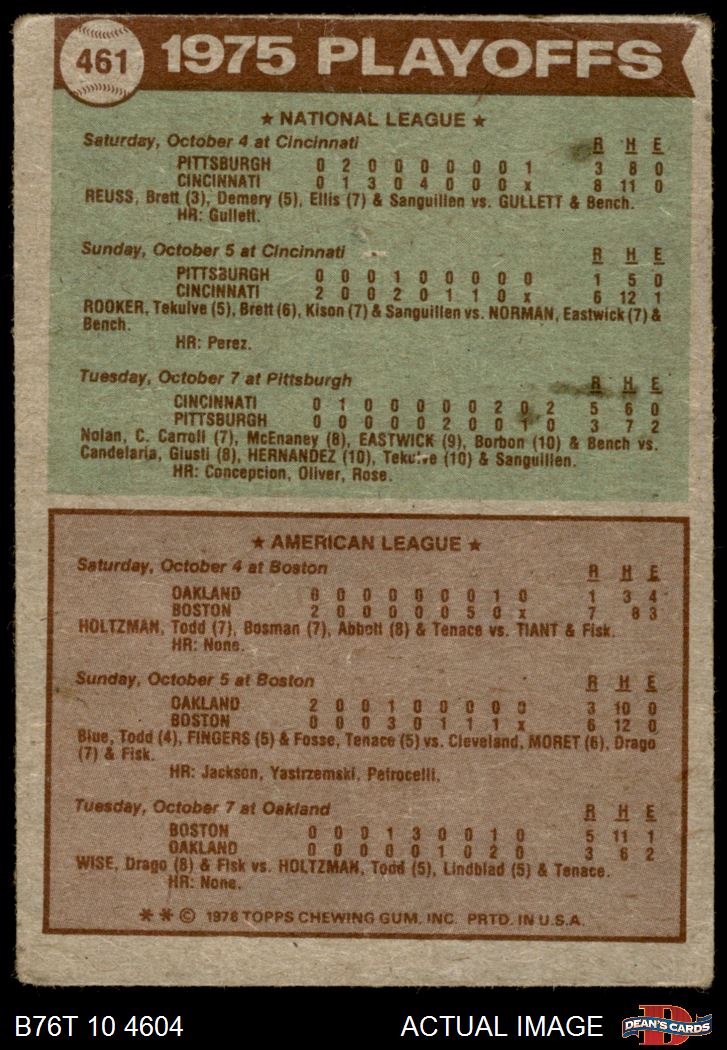 461 1975 PLAYOFFS
★ NATIONAL LEAGUE ★
Saturday, October 4 at Cincinnati R H E
PITTSBURGH 0 2 0 0 0 0 0 0 1 3 8 0
CINCINNATI 0 1 3 0 4 0 0 0 x 8 11 0
REUSS, Brett (3), Demery (5), Ellis (7) & Sanguillen vs. GULLETT & Bench.
HR: Gullett.
Sunday, October 5 at Cincinnati R H E
PITTSBURGH 0 0 0 1 0 0 0 0 0 1 5 0
CINCINNATI 2 0 0 2 0 1 1 0 x 6 12 1
ROOKER, Tekulve (5), Brett (6), Kison (7) & Sanguillen vs. NORMAN, Eastwick (7) &
Bench.
HR: Perez.
Tuesday, October 7 at Pittsburgh R H E
CINCINNATI 0 1 0 0 0 0 0 2 0 2 5 6 0
PITTSBURGH 0 0 0 0 0 2 0 0 1 0 3 7 2
Nolan, C. Carroll (7), McEnaney (8), EASTWICK (9), Borbon (10) & Bench vs.
Candelaria, Giusti (8), HERNANDEZ (10), Tekulve (10) & Sanguillen.
HR: Concepcion, Oliver, Rose.
★ AMERICAN LEAGUE ★
Saturday, October 4 at Boston R H E
OAKLAND 0 0 0 0 0 0 0 1 0 1 3 4
BOSTON 2 0 0 0 0 0 5 0 x 7 8 3
HOLTZMAN, Todd (7), Bosman (7), Abbott (8) & Tenace vs. TIANT & Fisk.
HR: None.
Sunday, October 5 at Boston R H E
OAKLAND 2 0 0 1 0 0 0 0 0 3 10 0
BOSTON 0 0 0 3 0 1 1 1 x 6 12 0
Blue, Todd (4), FINGERS (5) & Fosse, Tenace (5) vs. Cleveland, MORET (6), Drago
(7) & Fisk.
HR: Jackson, Yastrzemski, Petrocelli.
Tuesday, October 7 at Oakland R H E
BOSTON 0 0 0 1 3 0 0 1 0 5 11 1
OAKLAND 0 0 0 0 0 1 0 2 0 3 6 2
WISE, Drago (8) & Fisk vs. HOLTZMAN, Todd (5), Lindblad (5) & Tenace.
HR: None.
✱ ✱ © 1976 TOPPS CHEWING GUM, INC. PRTD. IN U.S.A.
B76T 10 4604 ACTUAL IMAGE D DEAN'S CARDS